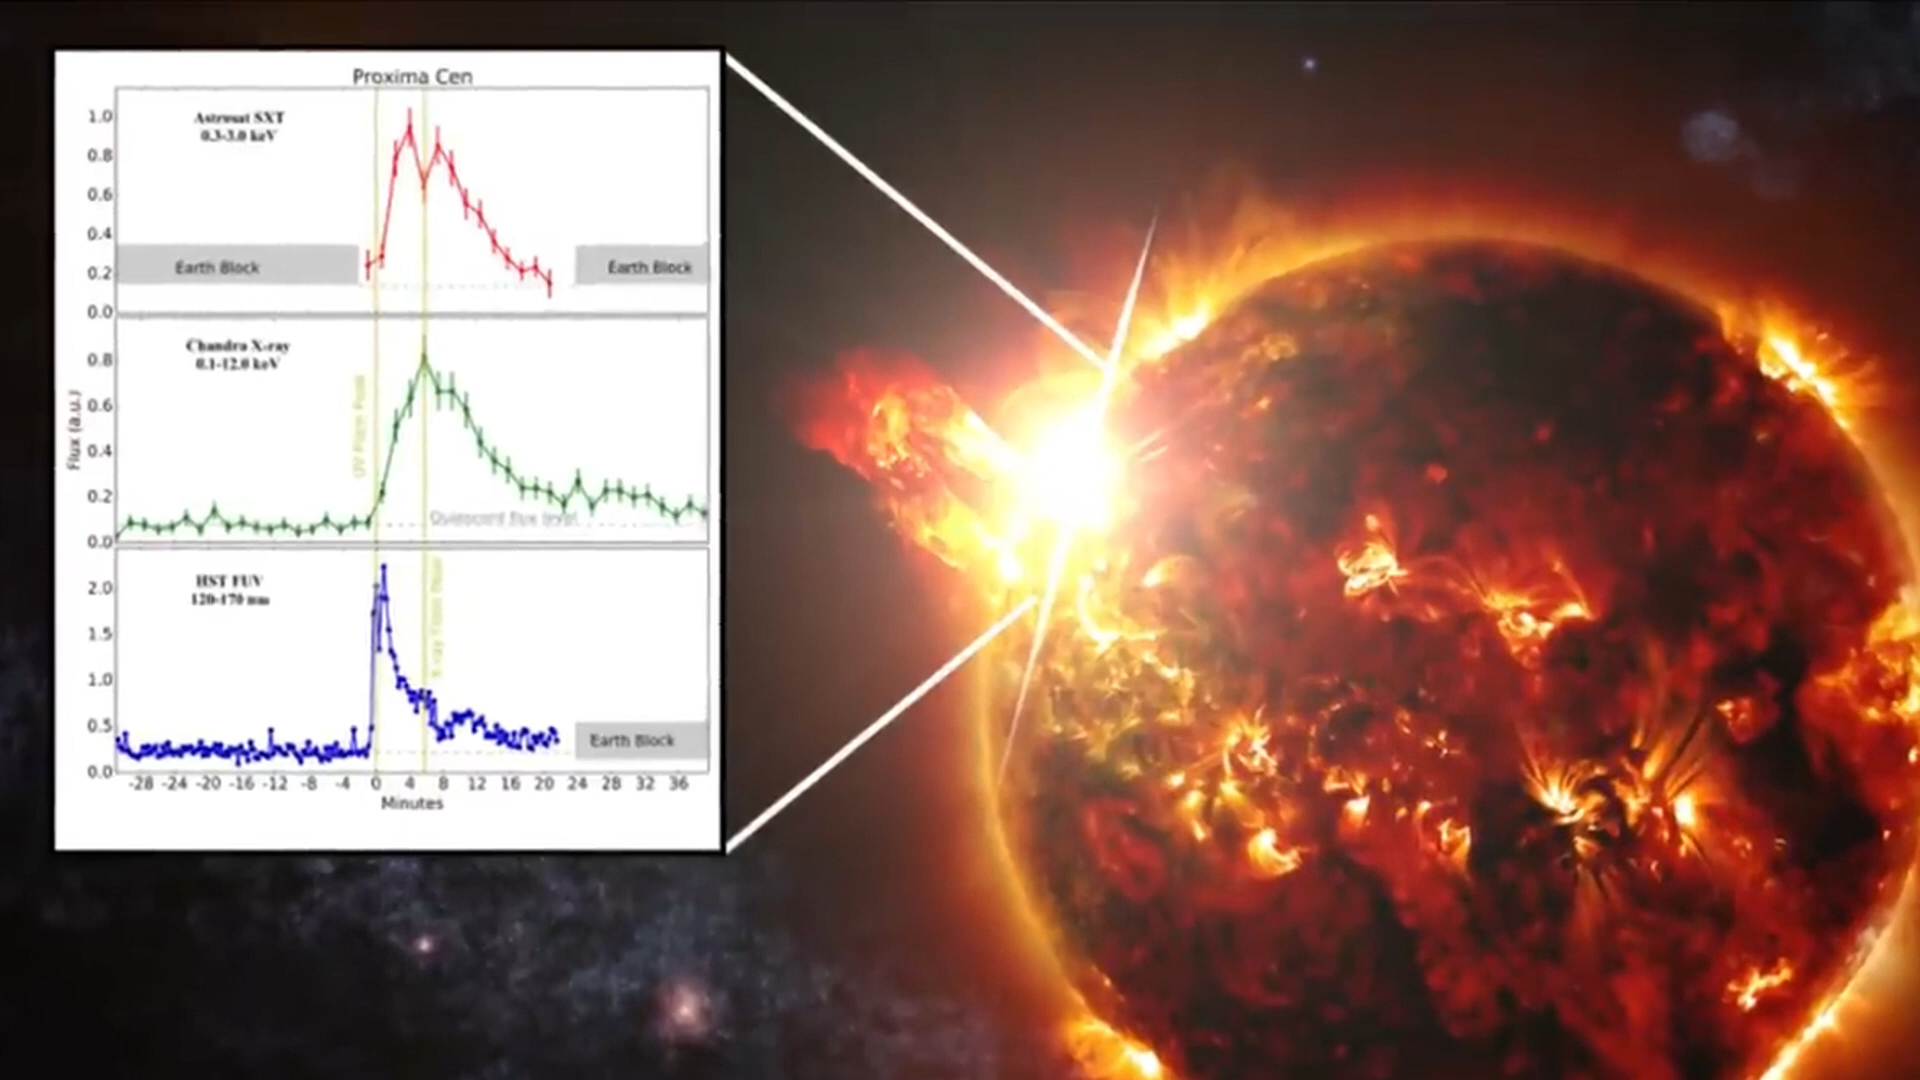 Proxima Cen
Astrosat SXT
0.3-3.0 keV
1.0
0.8
0.6
0.4
0.2
0.0
Earth Block
Earth Block
Chandra X-ray
0.1-12.0 keV
0.8
0.6
0.4
0.2
0.0
Flux (a.u.)
UV Flare Peak
Quiescent flux level
HST FUV
120-170 nm
2.0
1.5
1.0
0.5
0.0
X-ray Flare Peak
Earth Block
-28 -24 -20 -16 -12 -8 -4 0 4 8 12 16 20 24 28 32 36
Minutes